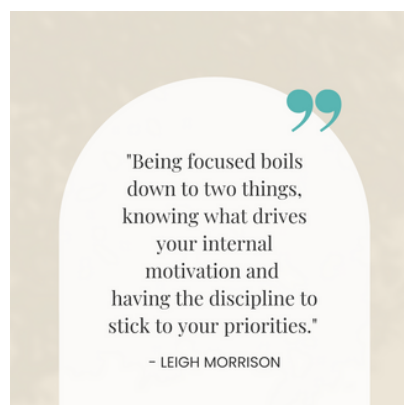 "Being focused boils
down to two things,
knowing what drives
your internal
motivation and
having the discipline to
stick to your priorities."
- LEIGH MORRISON